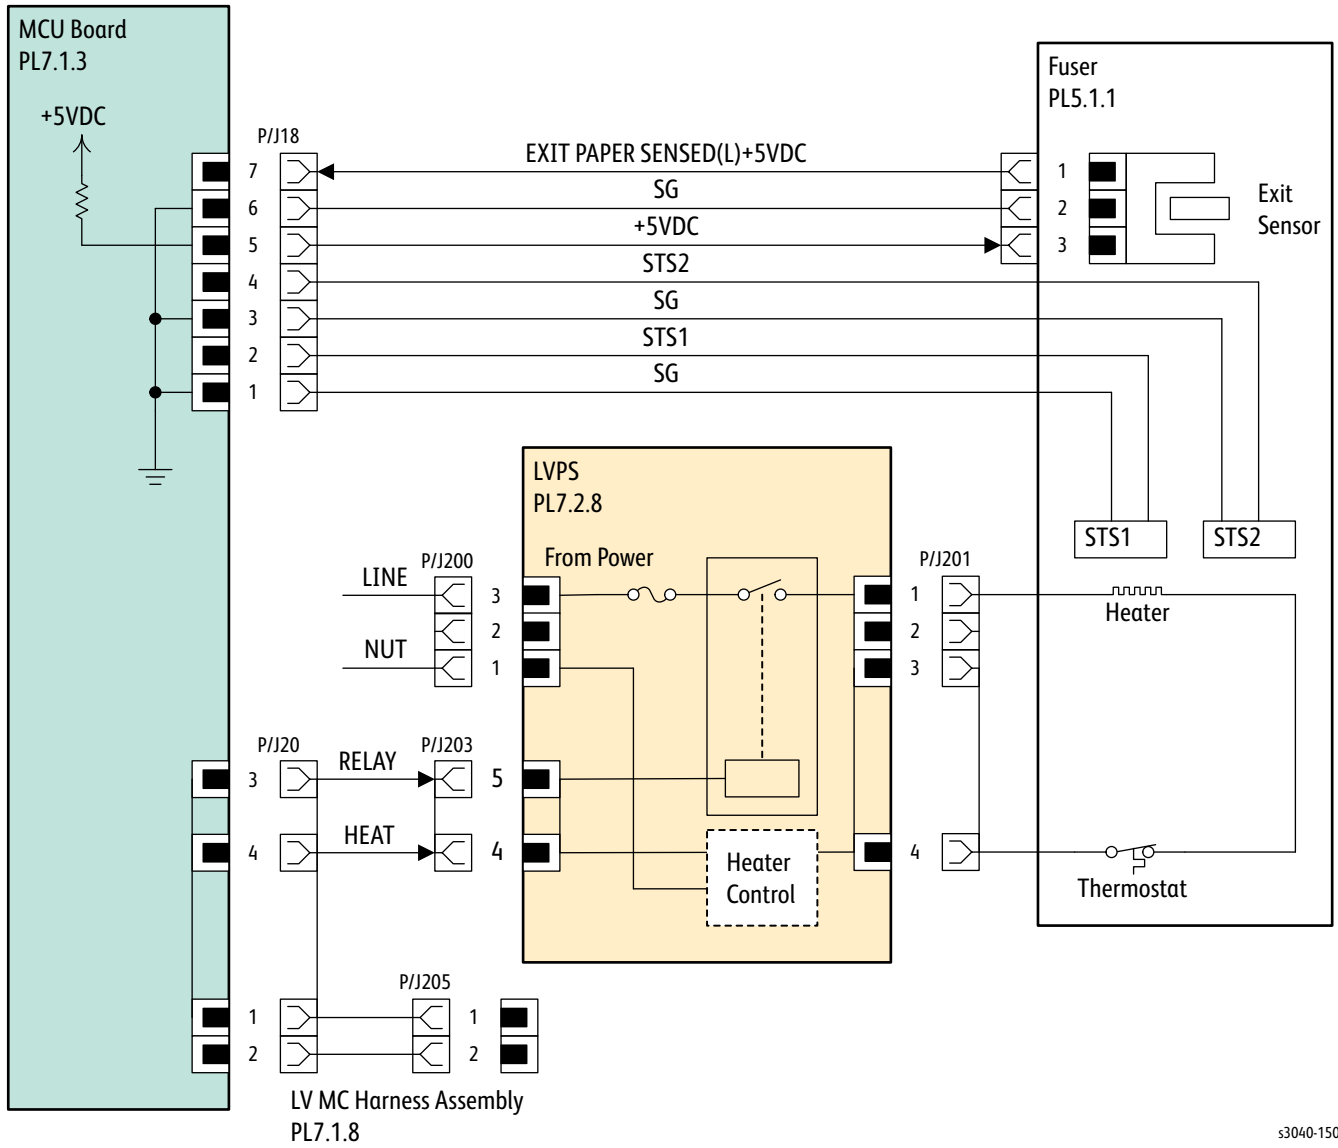 MCU Board
PL7.1.3
+5VDC
P/J18
7
6
5
4
3
2
1
EXIT PAPER SENSED(L)+5VDC
SG
+5VDC
STS2
SG
STS1
SG
Fuser
PL5.1.1
1
2
3
Exit
Sensor
STS1
STS2
LVPS
PL7.2.8
From Power
P/J200
LINE
3
2
NUT
1
P/J201
1
2
3
4
Heater
Thermostat
P/J20
RELAY
P/J203
3
5
HEAT
4
4
Heater
Control
P/J205
1
1
2
2
LV MC Harness Assembly
PL7.1.8
s3040-150